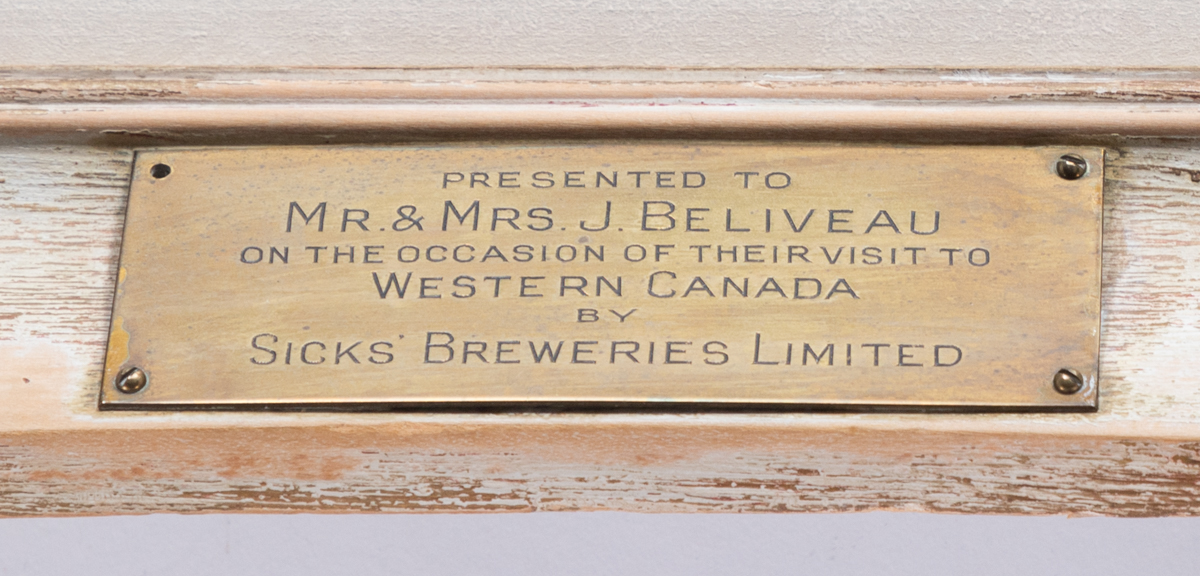 PRESENTED TO
MR. & MRS. J. BELIVEAU
ON THE OCCASION OF THEIR VISIT TO
WESTERN CANADA
BY
SICKS' BREWERIES LIMITED